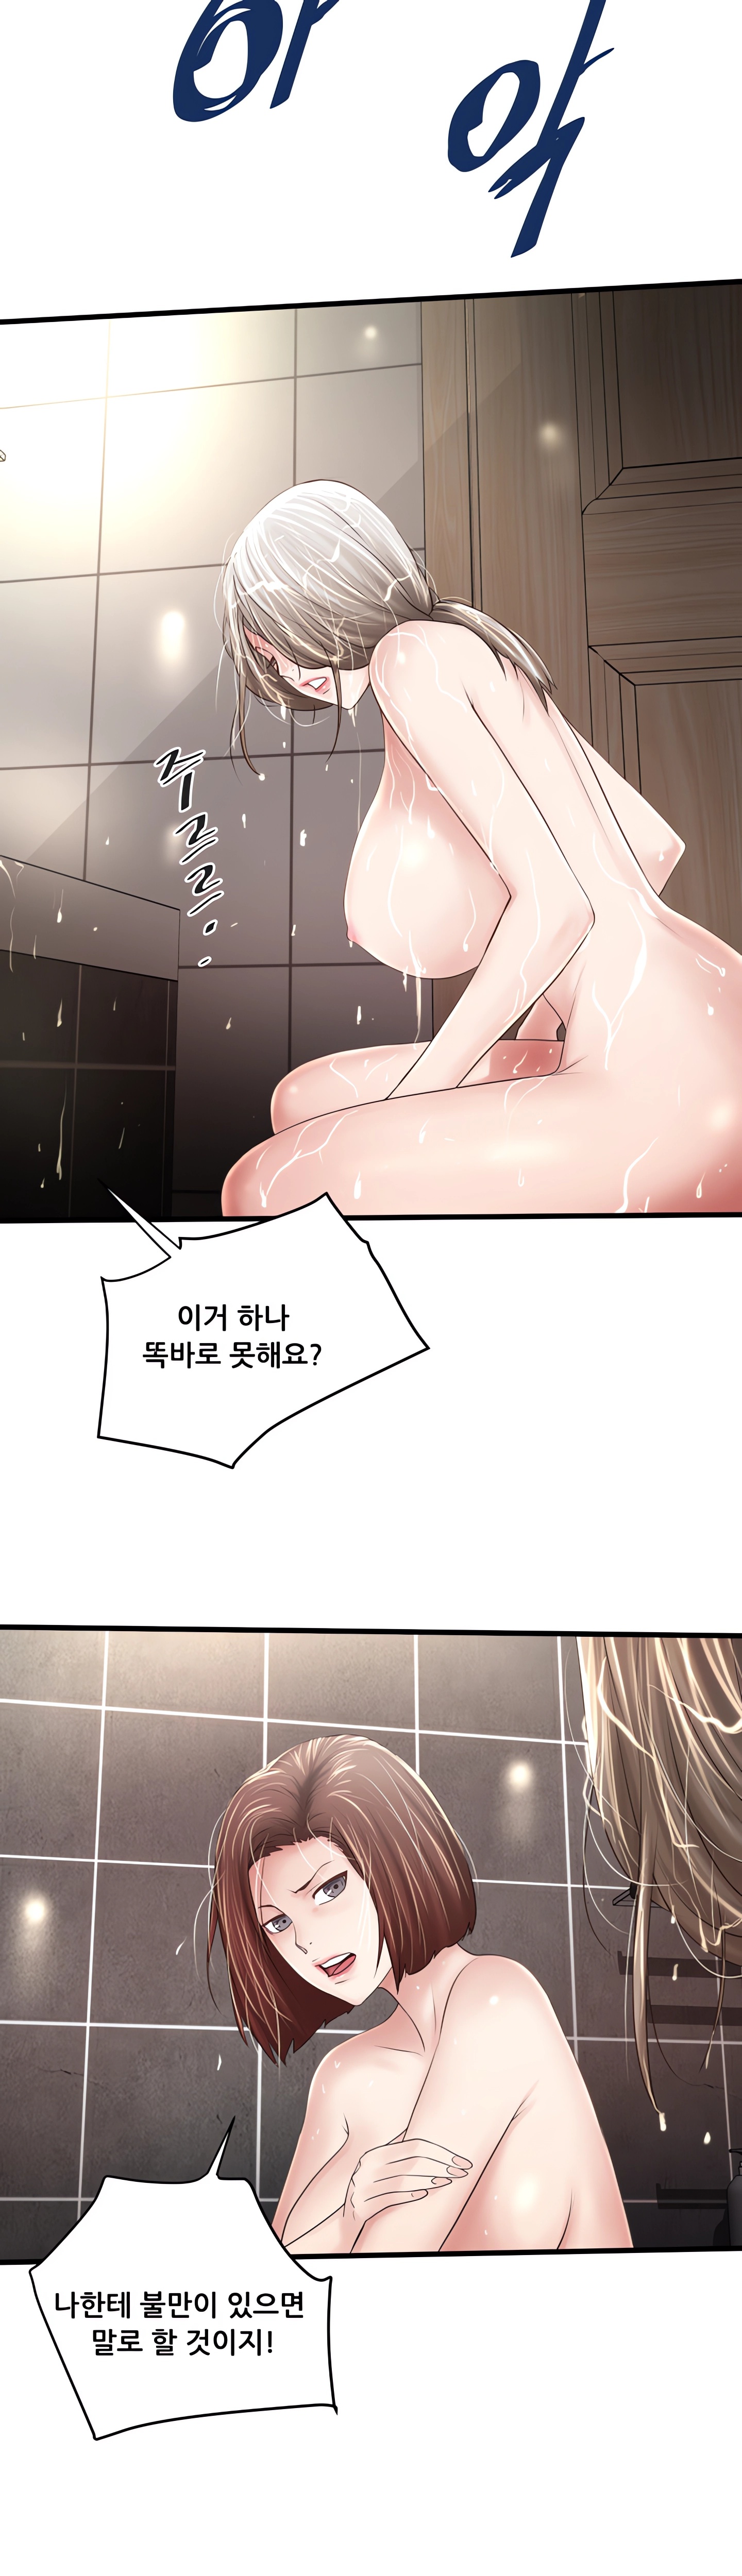 아
야
주르르..
이거 하나
똑바로 못해요?
나한테 불만이 있으면
말로 할 것이지!